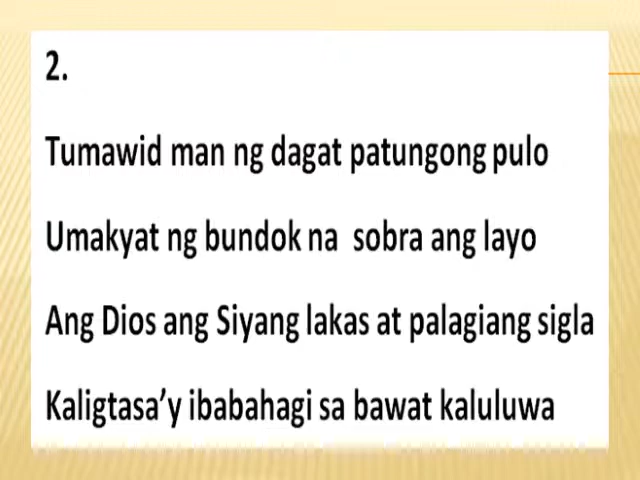 2.
Tumawid man ng dagat patungong pulo
Umakyat ng bundok na sobra ang layo
Ang Dios ang Siyang lakas at palagiang sigla
Kaligtasa’y ibabahagi sa bawat kaluluwa